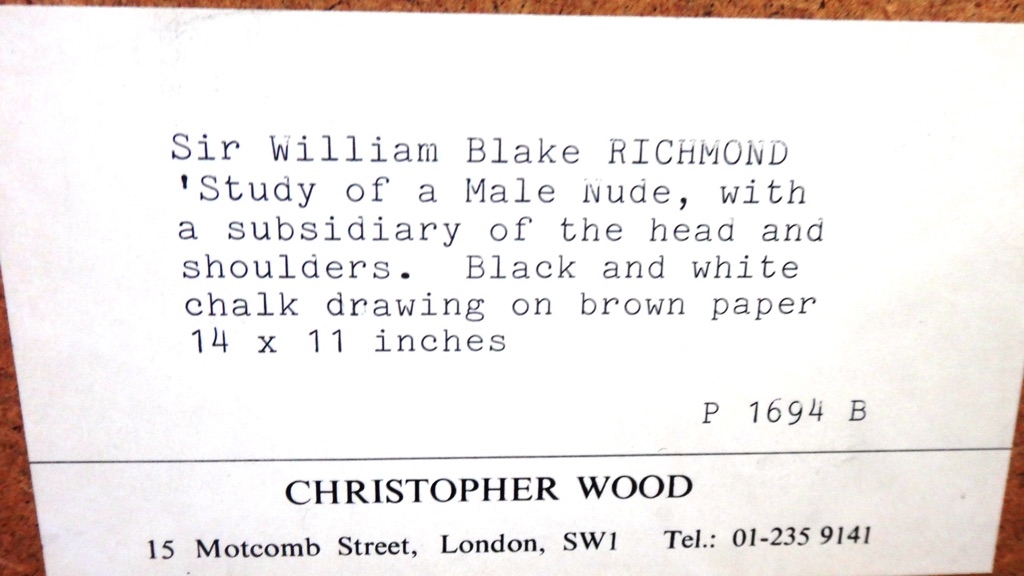 Sir William Blake RICHMOND
'Study of a Male Nude, with
a subsidiary of the head and
shoulders. Black and white
chalk drawing on brown paper
14 x 11 inches
P 1694 B
CHRISTOPHER WOOD
15 Motcomb Street, London, SW1 Tel.: 01-235 9141